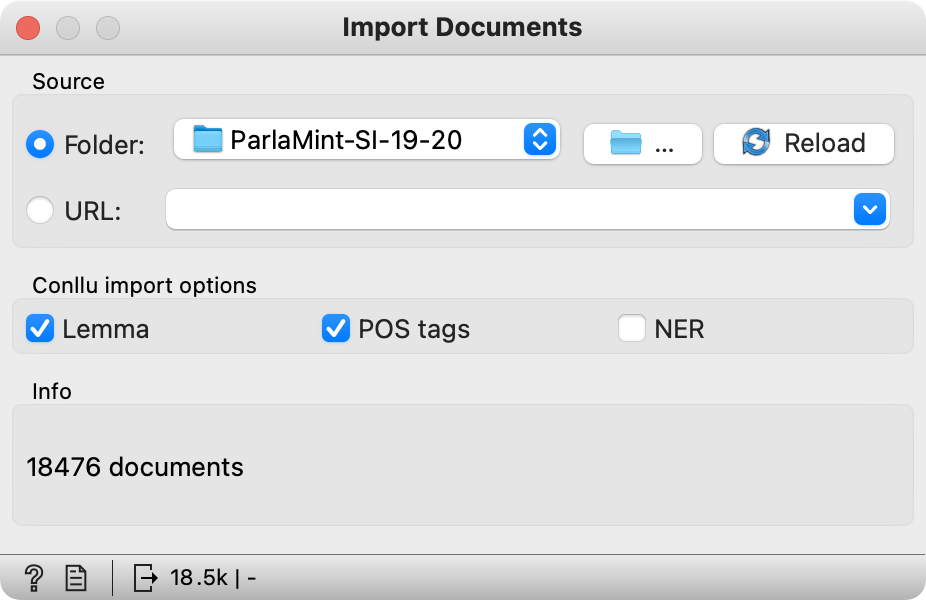 Import Documents
Source
Folder: ParlaMint-SI-19-20 ... Reload
URL:
Conllu import options
Lemma POS tags NER
Info
18476 documents
? 18.5k | -